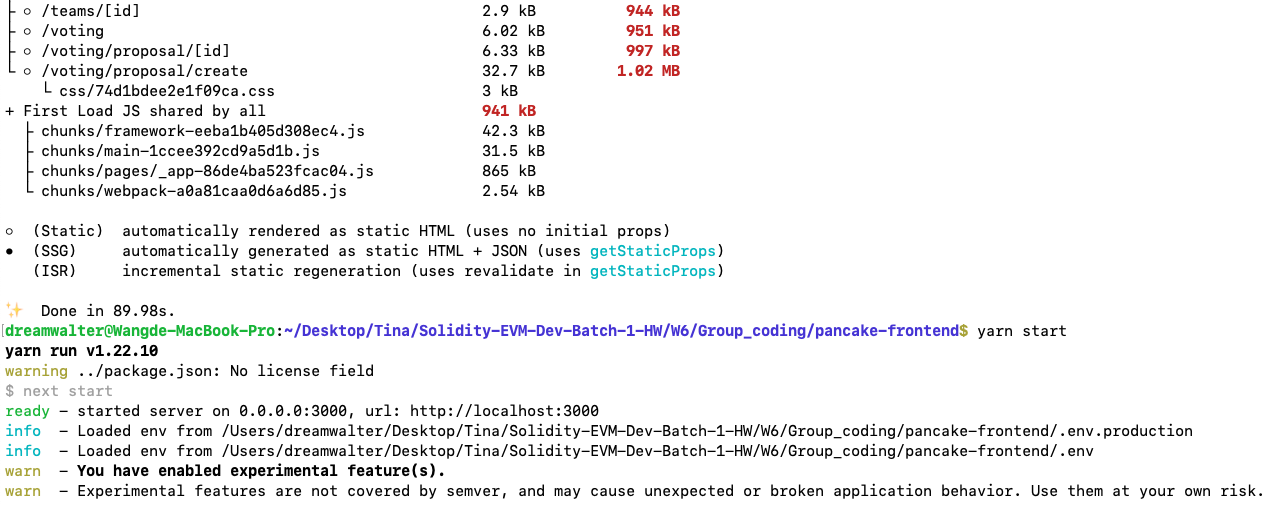 ├ ○ /teams/[id] 2.9 kB 944 kB
├ ○ /voting 6.02 kB 951 kB
├ ○ /voting/proposal/[id] 6.33 kB 997 kB
└ ○ /voting/proposal/create 32.7 kB 1.02 MB
└ css/74d1bdee2e1f09ca.css 3 kB
+ First Load JS shared by all 941 kB
├ chunks/framework-eeba1b405d308ec4.js 42.3 kB
├ chunks/main-1ccee392cd9a5d1b.js 31.5 kB
├ chunks/pages/_app-86de4ba523fcac04.js 865 kB
└ chunks/webpack-a0a81caa0d6a6d85.js 2.54 kB
○ (Static) automatically rendered as static HTML (uses no initial props)
● (SSG) automatically generated as static HTML + JSON (uses getStaticProps)
(ISR) incremental static regeneration (uses revalidate in getStaticProps)
✨ Done in 89.98s.
dreamwalter@Wangde-MacBook-Pro:~/Desktop/Tina/Solidity-EVM-Dev-Batch-1-HW/W6/Group_coding/pancake-frontend$ yarn start
yarn run v1.22.10
warning ../package.json: No license field
$ next start
ready - started server on 0.0.0.0:3000, url: http://localhost:3000
info - Loaded env from /Users/dreamwalter/Desktop/Tina/Solidity-EVM-Dev-Batch-1-HW/W6/Group_coding/pancake-frontend/.env.production
info - Loaded env from /Users/dreamwalter/Desktop/Tina/Solidity-EVM-Dev-Batch-1-HW/W6/Group_coding/pancake-frontend/.env
warn - You have enabled experimental feature(s).
warn - Experimental features are not covered by semver, and may cause unexpected or broken application behavior. Use them at your own risk.